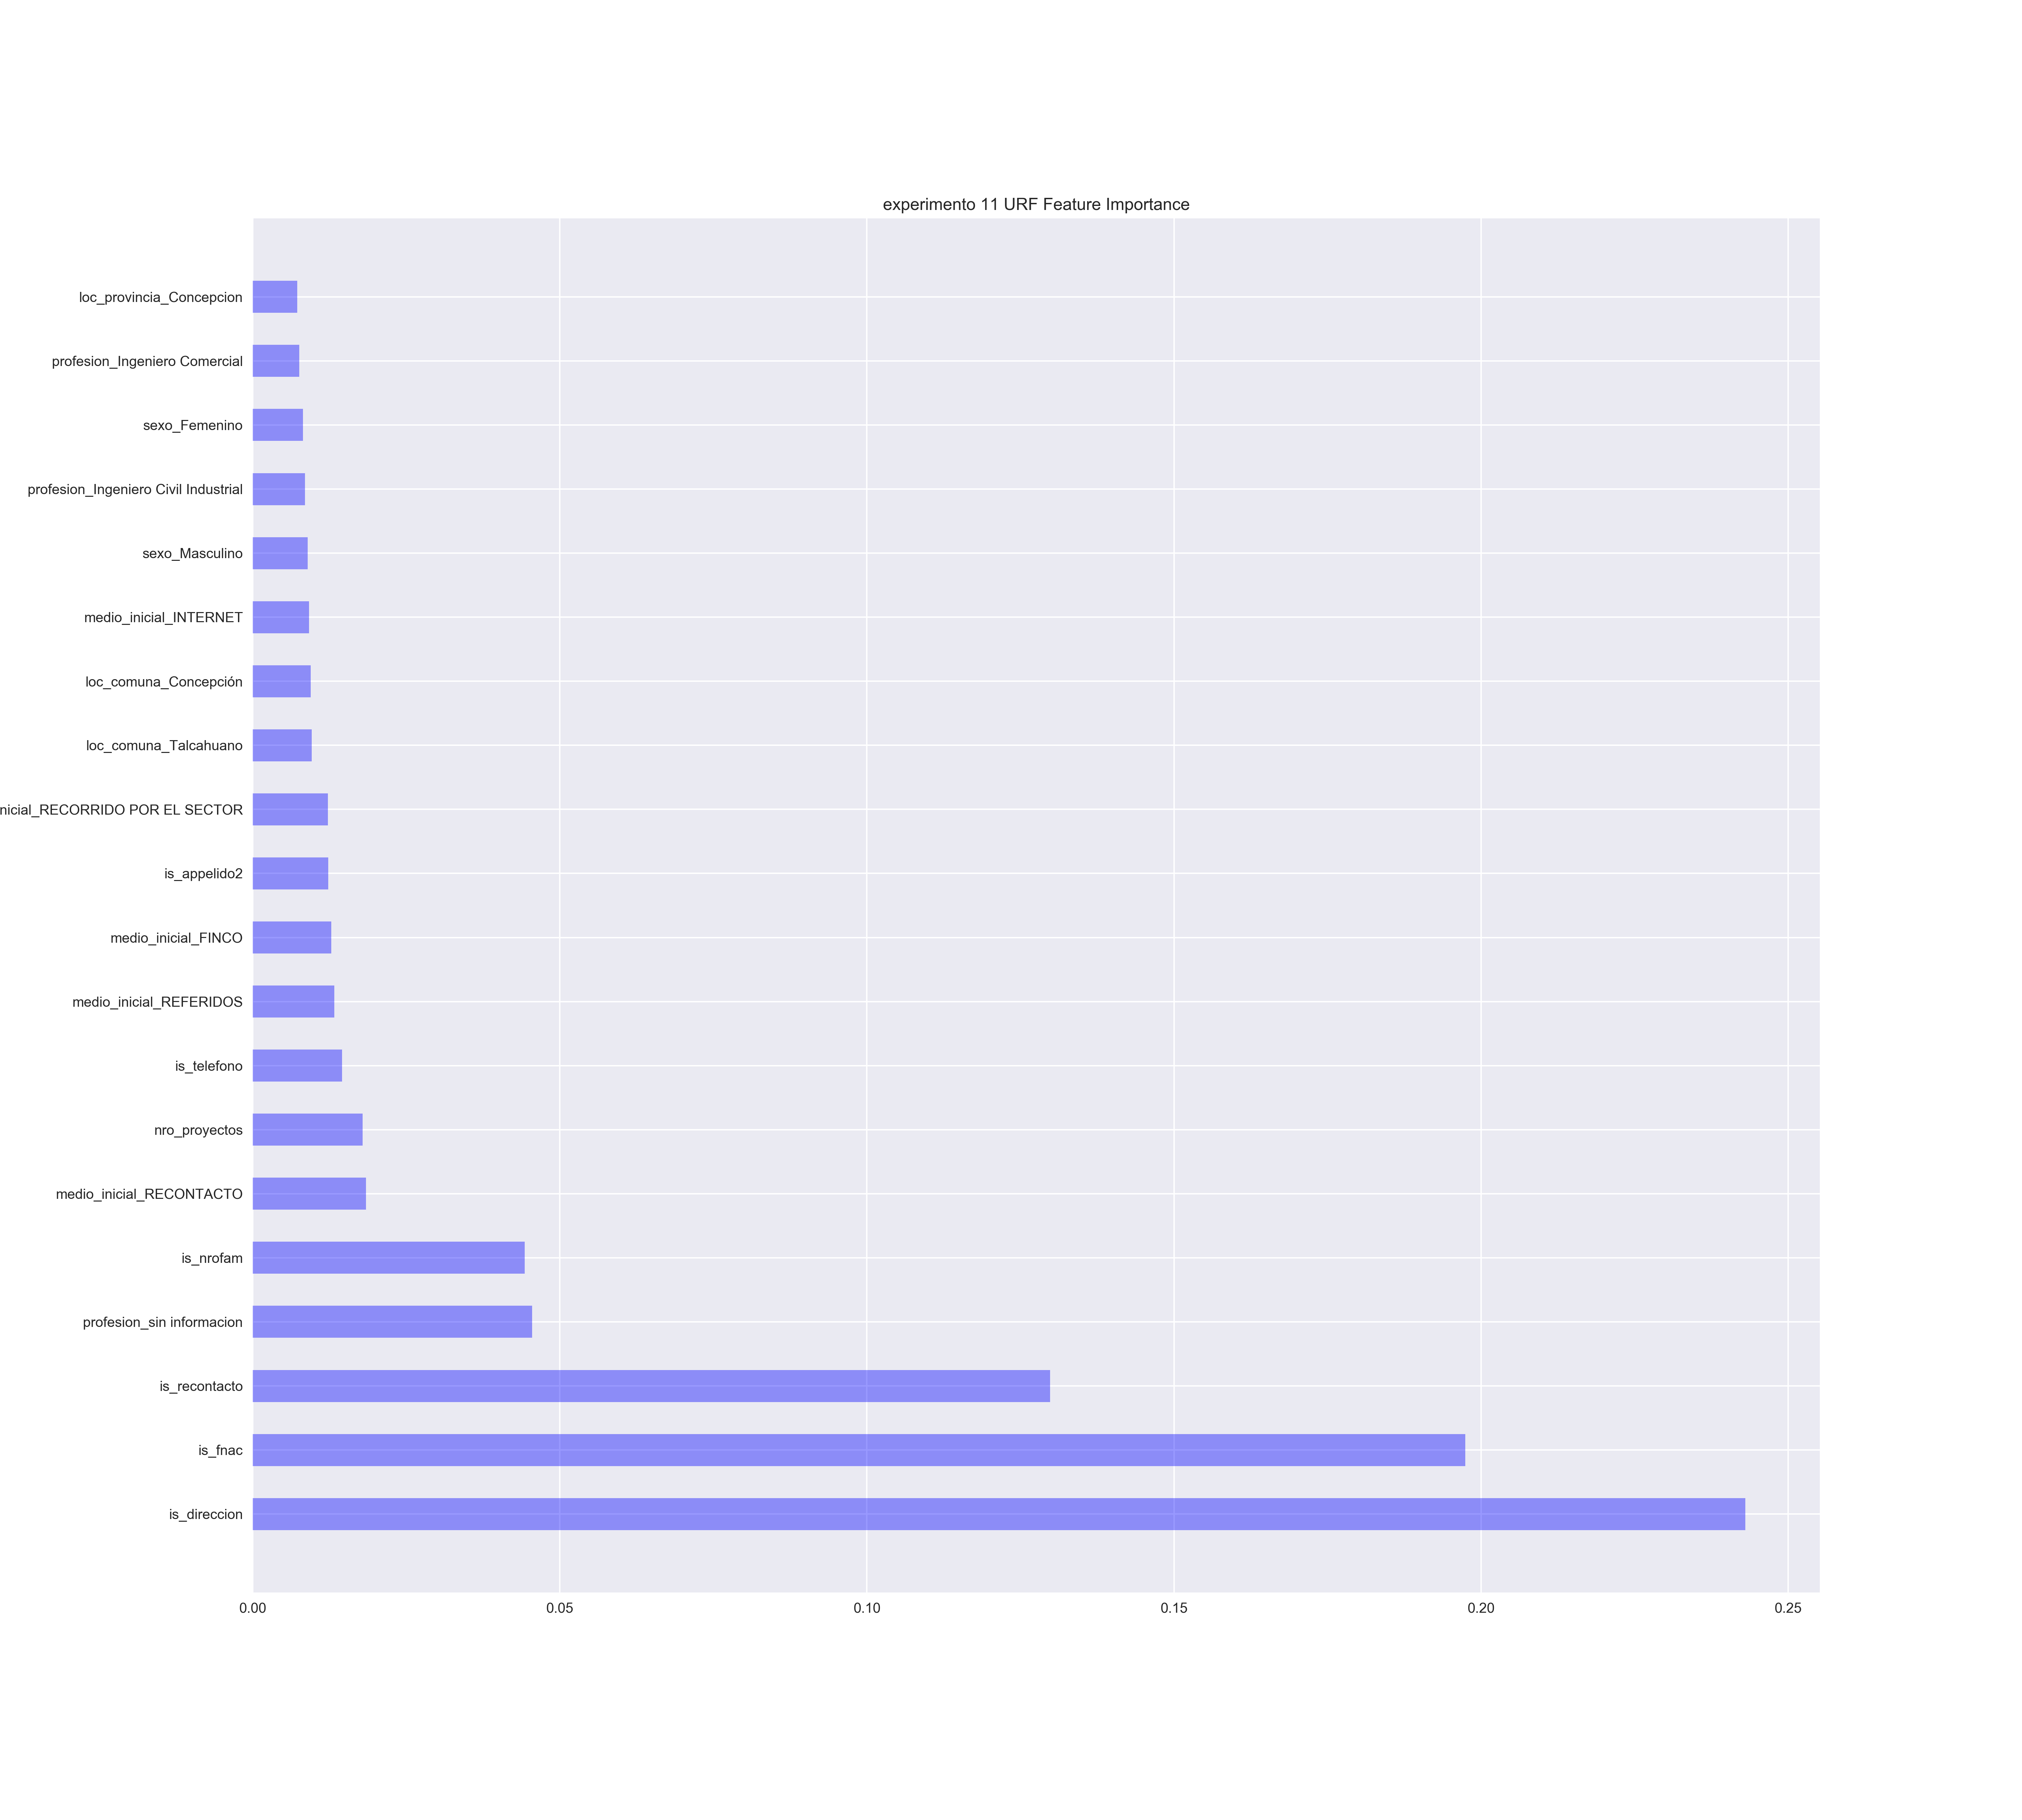 experimento 11 URF Feature Importance
loc_provincia_Concepcion
profesion_Ingeniero Comercial
sexo_Femenino
profesion_Ingeniero Civil Industrial
sexo_Masculino
medio_inicial_INTERNET
loc_comuna_Concepción
loc_comuna_Talcahuano
nicial_RECORRIDO POR EL SECTOR
is_appelido2
medio_inicial_FINCO
medio_inicial_REFERIDOS
is_telefono
nro_proyectos
medio_inicial_RECONTACTO
is_nrofam
profesion_sin informacion
is_recontacto
is_fnac
is_direccion
0.00 0.05 0.10 0.15 0.20 0.25